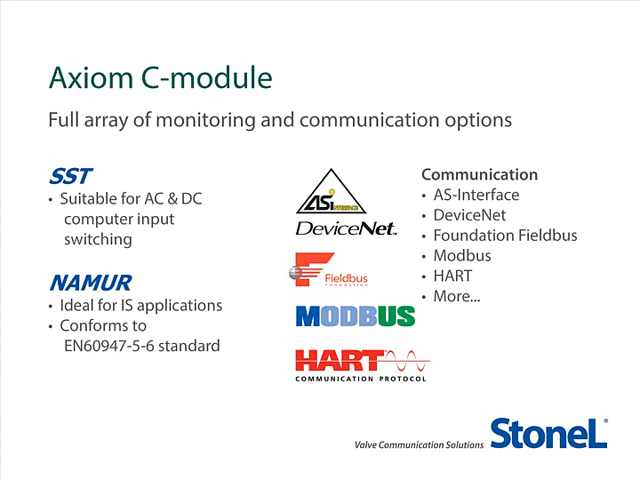 Axiom C-module
Full array of monitoring and communication options
SST
• Suitable for AC & DC
computer input
switching
NAMUR
• Ideal for IS applications
• Conforms to
EN60947-5-6 standard
ASi INTERFACE
DeviceNet™
Fieldbus
Foundation
MODBUS
HART
COMMUNICATION PROTOCOL
Communication
• AS-Interface
• DeviceNet
• Foundation Fieldbus
• Modbus
• HART
• More...
Valve Communication Solutions
StoneL®